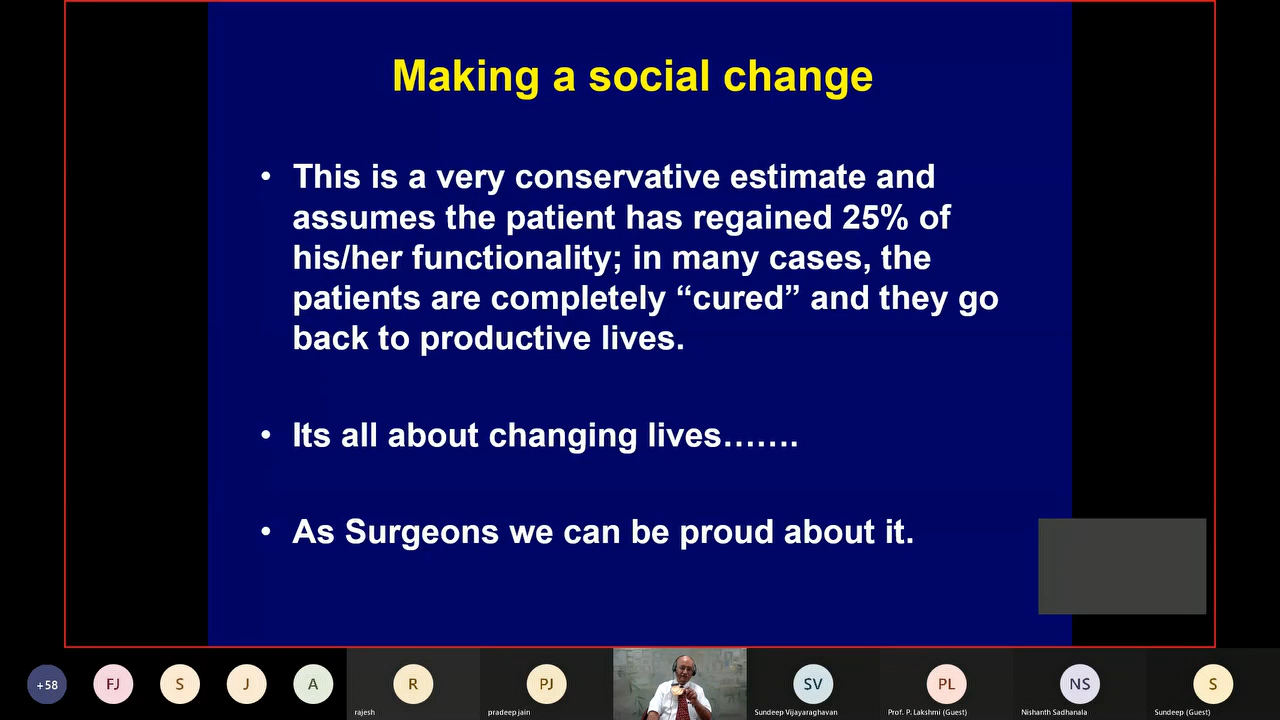 Making a social change
• This is a very conservative estimate and
assumes the patient has regained 25% of
his/her functionality; in many cases, the
patients are completely “cured” and they go
back to productive lives.
• Its all about changing lives…….
• As Surgeons we can be proud about it.
+58
FJ
S
J
A
R
PJ
SV
PL
NS
S
rajesh
pradeep jain
Sundeep Vijayaraghavan
Prof. P. Lakshmi (Guest)
Nishanth Sadhanala
Sundeep (Guest)